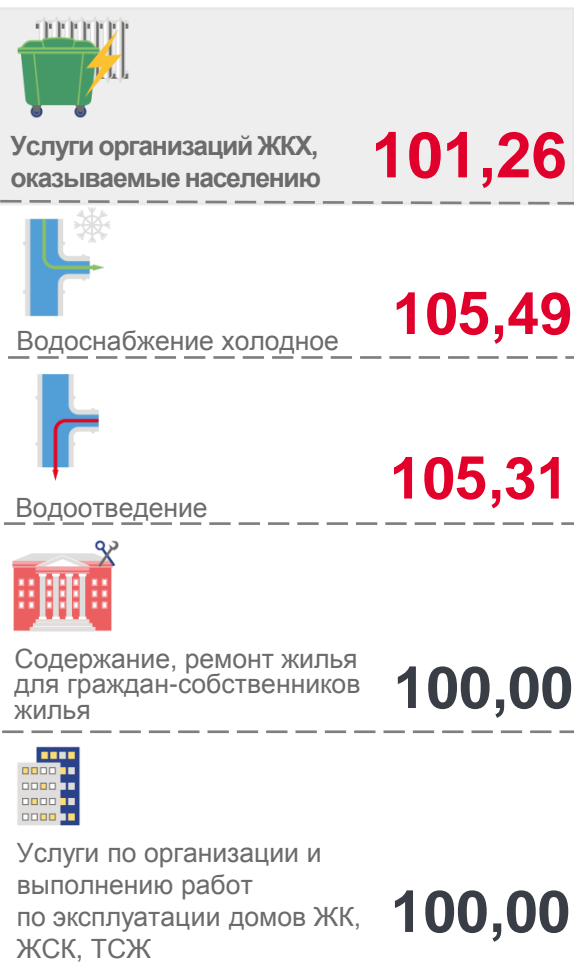 Услуги организаций ЖКХ,
оказываемые населению
101,26
Водоснабжение холодное
105,49
Водоотведение
105,31
Содержание, ремонт жилья
для граждан-собственников
жилья
100,00
Услуги по организации и
выполнению работ
по эксплуатации домов ЖК,
ЖСК, ТСЖ
100,00